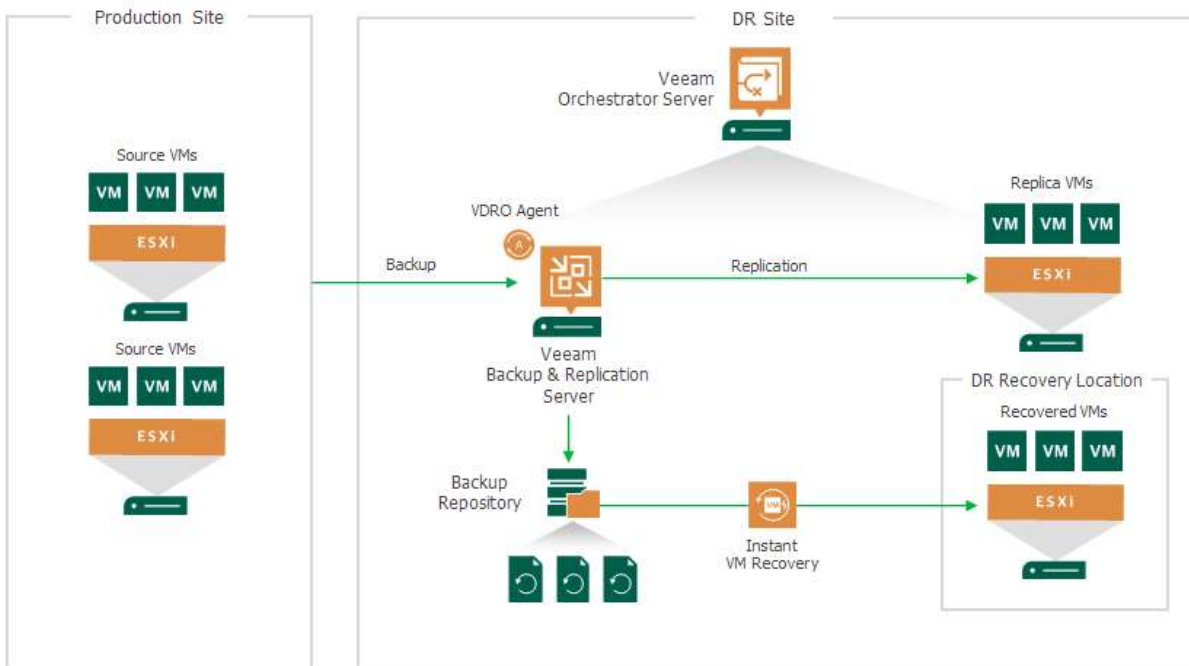 Production Site
DR Site
Veeam
Orchestrator Server
Source VMs
VM VM VM
ESXi
Source VMs
VM VM VM
ESXi
Backup
VDRO Agent
A
Veeam
Backup & Replication
Server
Replication
Replica VMs
VM VM VM
ESXi
Backup
Repository
VM
Instant
VM Recovery
DR Recovery Location
Recovered VMs
VM VM VM
ESXi